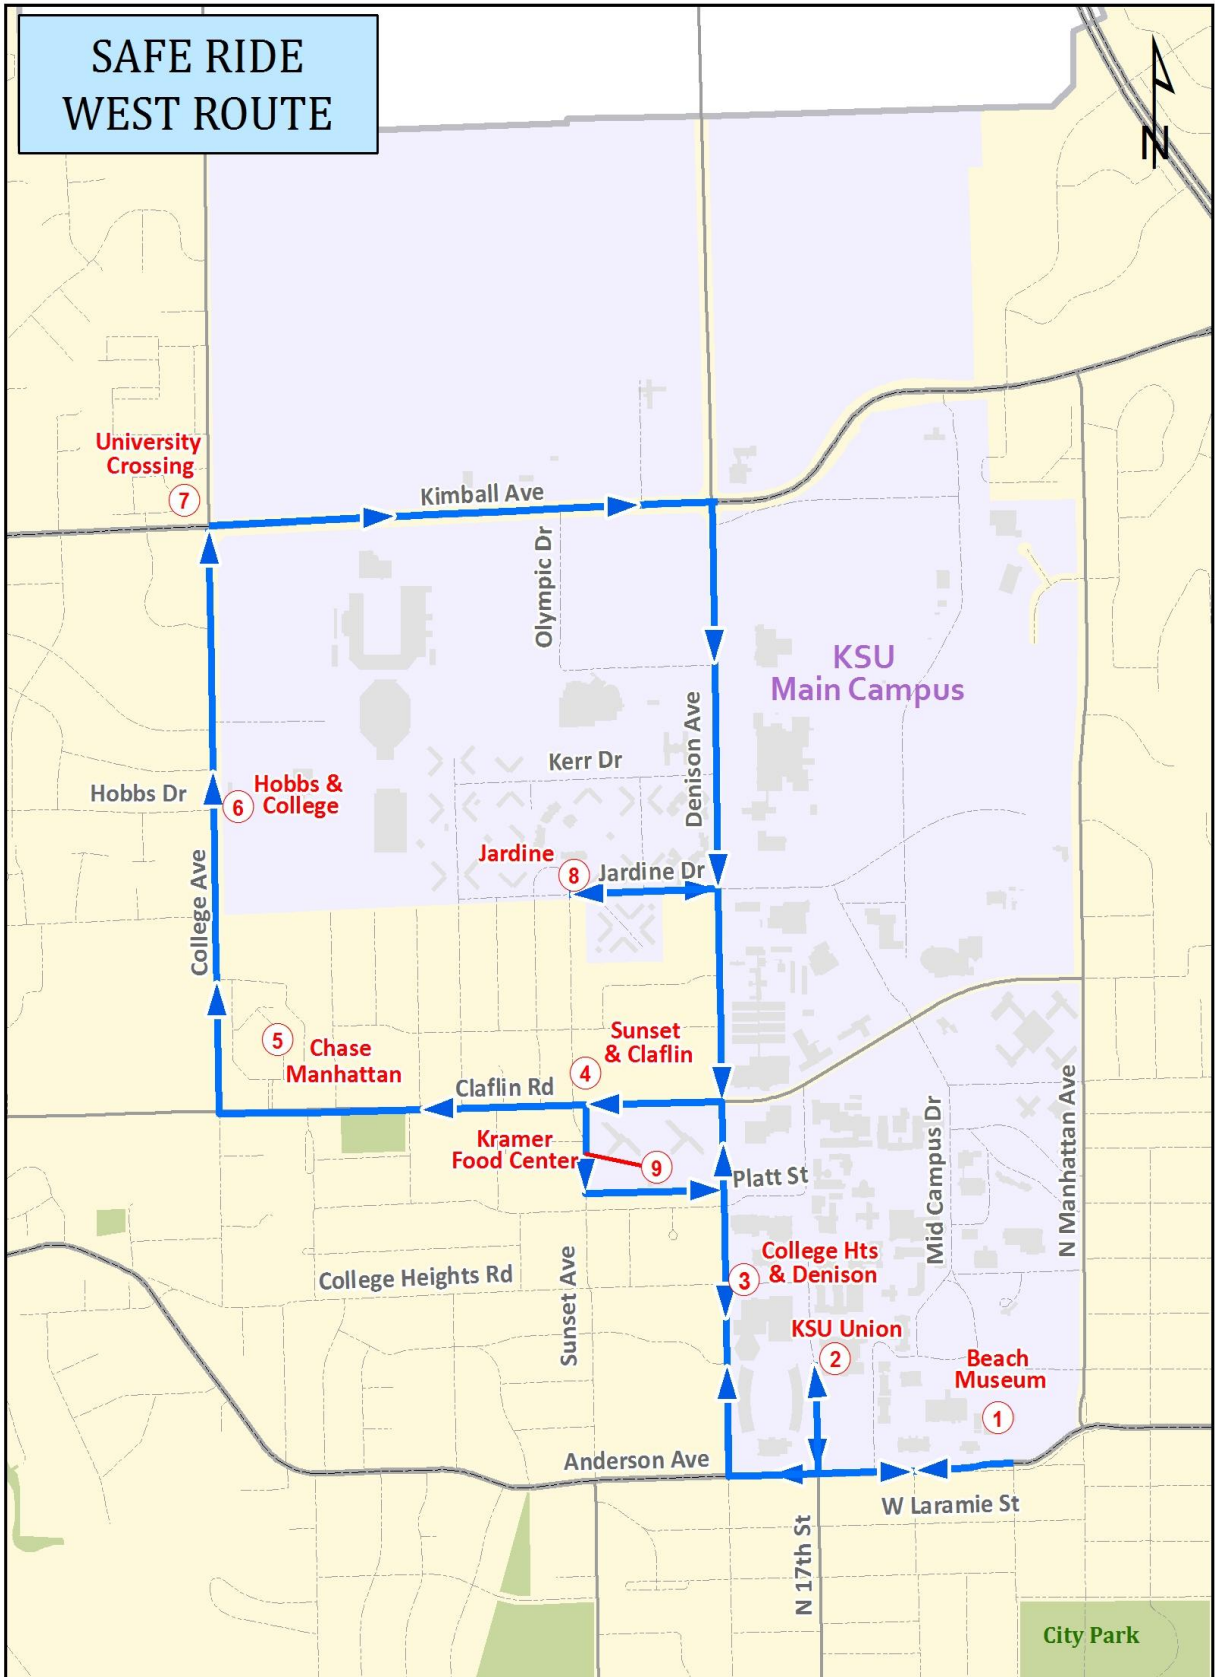 SAFE RIDE
WEST ROUTE
N
University
Crossing
7
Kimball Ave
Olympic Dr
KSU
Main Campus
Denison Ave
Kerr Dr
Hobbs Dr
6
Hobbs &
College
Jardine
8
Jardine Dr
College Ave
5
Chase
Manhattan
Sunset
& Claflin
4
Claflin Rd
Kramer
Food Center
9
Platt St
Mid Campus Dr
N Manhattan Ave
College Hts
& Denison
3
College Heights Rd
Sunset Ave
KSU Union
2
Beach
Museum
1
Anderson Ave
W Laramie St
N 17th St
City Park